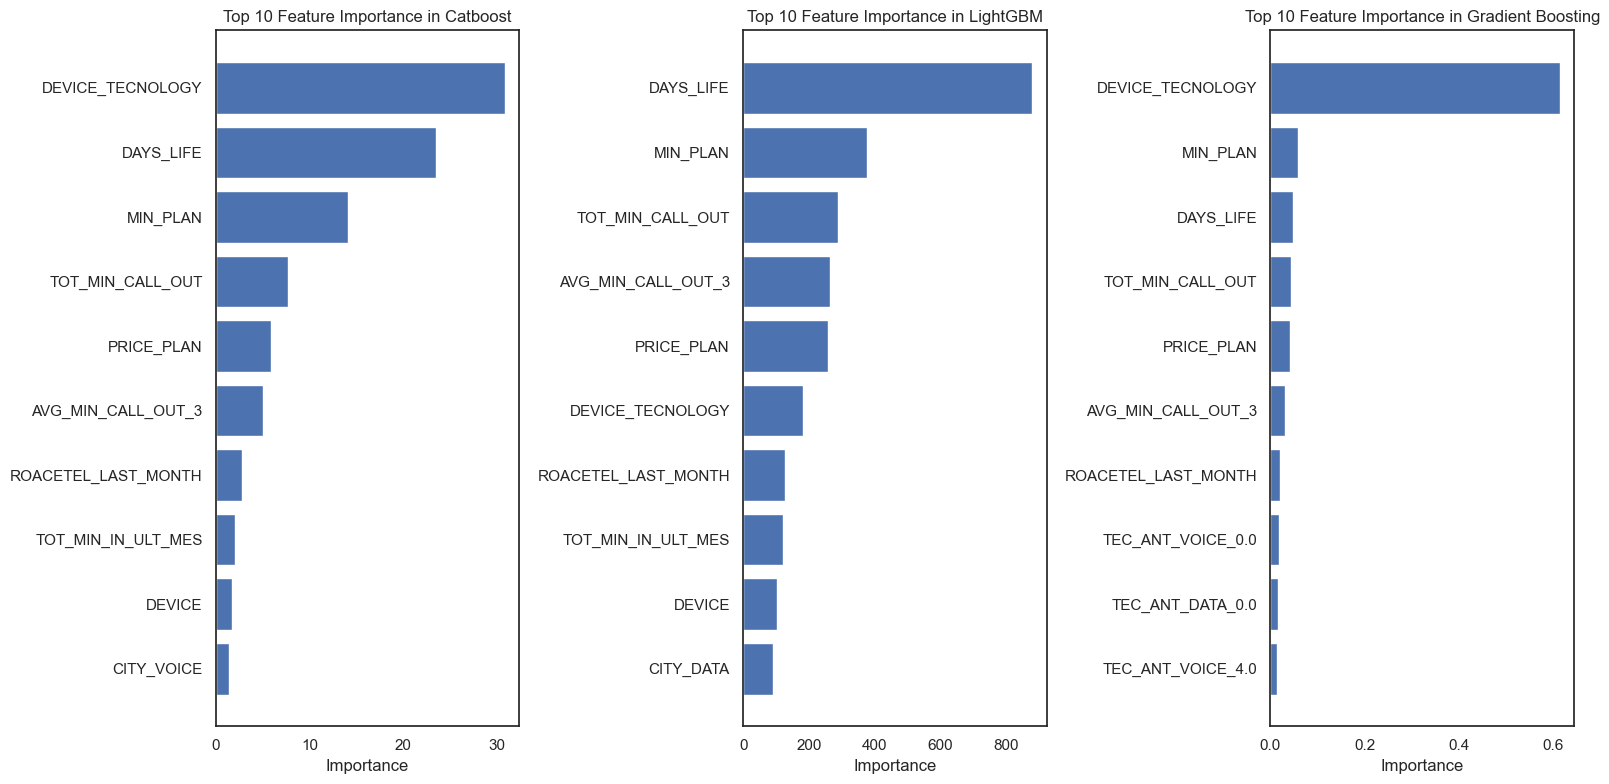 Top 10 Feature Importance in Catboost
DEVICE_TECNOLOGY
DAYS_LIFE
MIN_PLAN
TOT_MIN_CALL_OUT
PRICE_PLAN
AVG_MIN_CALL_OUT_3
ROACETEL_LAST_MONTH
TOT_MIN_IN_ULT_MES
DEVICE
CITY_VOICE
0 10 20 30
Importance
Top 10 Feature Importance in LightGBM
DAYS_LIFE
MIN_PLAN
TOT_MIN_CALL_OUT
AVG_MIN_CALL_OUT_3
PRICE_PLAN
DEVICE_TECNOLOGY
ROACETEL_LAST_MONTH
TOT_MIN_IN_ULT_MES
DEVICE
CITY_DATA
0 200 400 600 800
Importance
Top 10 Feature Importance in Gradient Boosting
DEVICE_TECNOLOGY
MIN_PLAN
DAYS_LIFE
TOT_MIN_CALL_OUT
PRICE_PLAN
AVG_MIN_CALL_OUT_3
ROACETEL_LAST_MONTH
TEC_ANT_VOICE_0.0
TEC_ANT_DATA_0.0
TEC_ANT_VOICE_4.0
0.0 0.2 0.4 0.6
Importance